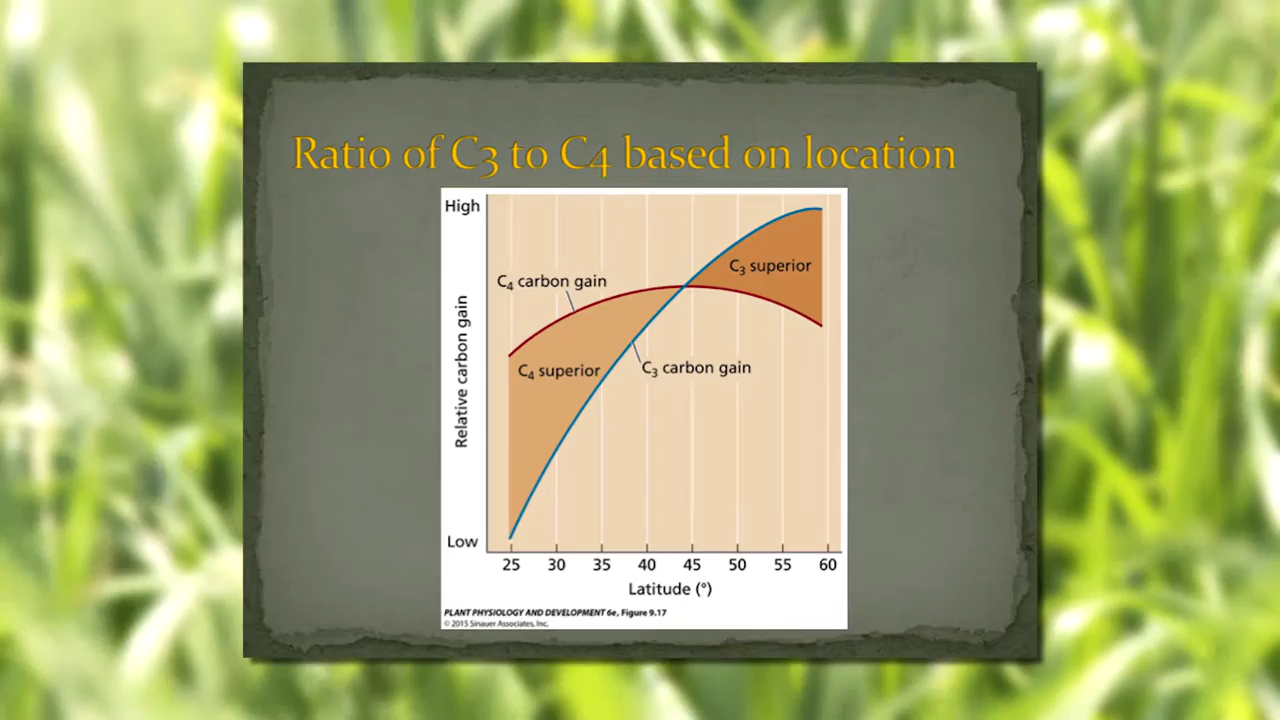 Ratio of C3 to C4 based on location
High
C₄ carbon gain
C₃ superior
Relative carbon gain
C₄ superior
C₃ carbon gain
Low
25 30 35 40 45 50 55 60
Latitude (°)
PLANT PHYSIOLOGY AND DEVELOPMENT 6e, Figure 9.17
© 2015 Sinauer Associates, Inc.